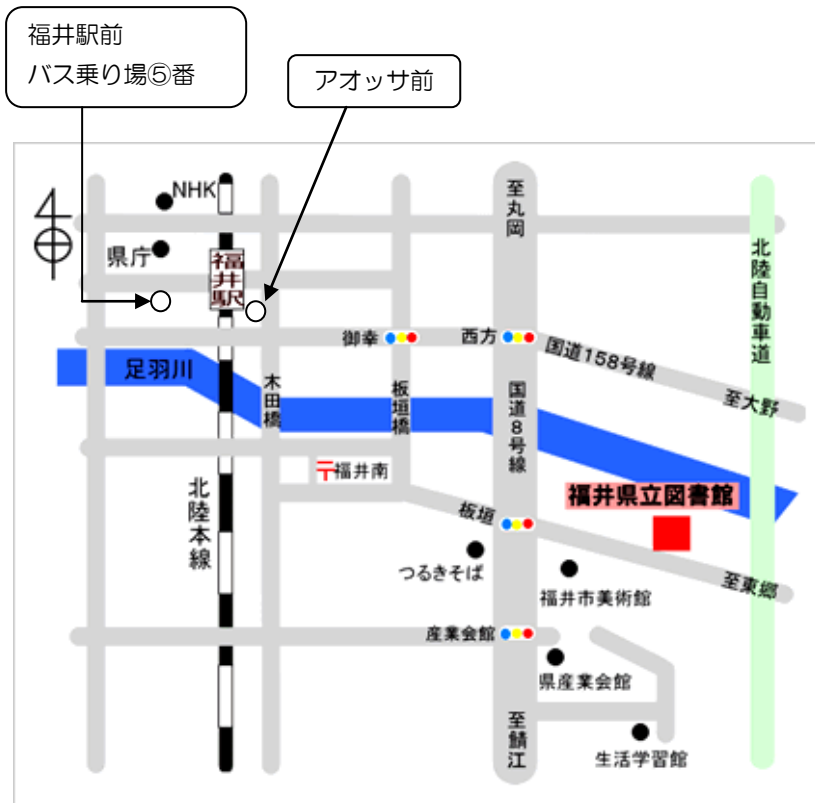 福井駅前
バス乗り場⑤番
アオッサ前
NHK
県庁
福井駅
至丸岡
北陸自動車道
御幸
西方
国道158号線
至大野
足羽川
木田橋
板垣橋
国道8号線
〒福井南
福井県立図書館
北陸本線
板垣
つるきそば
福井市美術館
至東郷
産業会館
県産業会館
至鯖江
生活学習館